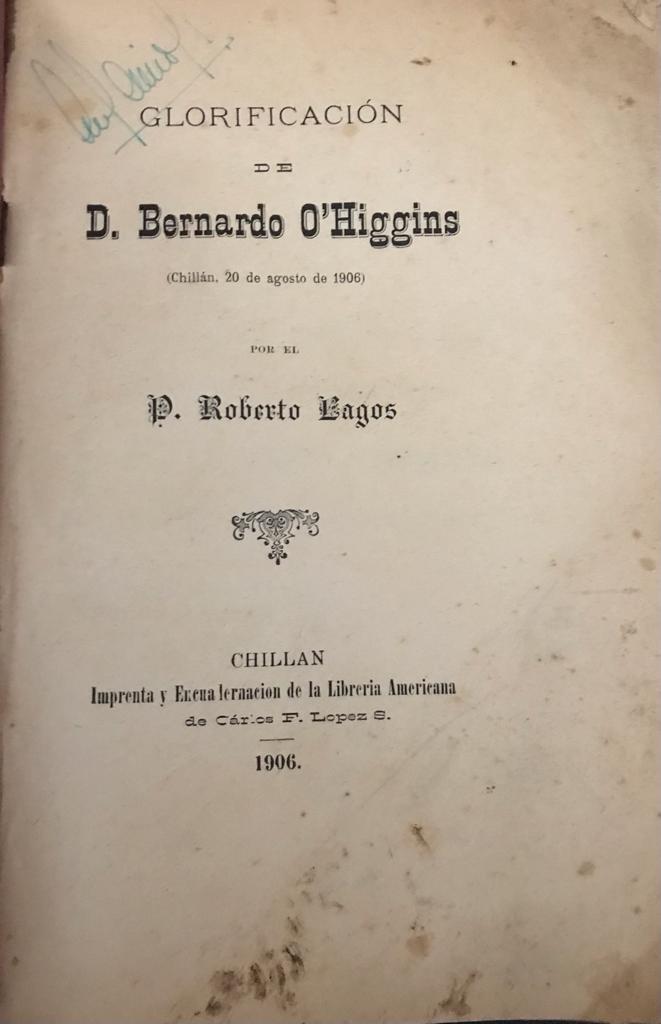 GLORIFICACIÓN
DE
D. Bernardo O'Higgins
(Chillán, 20 de agosto de 1906)
POR EL
P. Roberto Lagos
CHILLAN
Imprenta y Encuadernacion de la Libreria Americana
de Cárlos F. Lopez S.
1906.